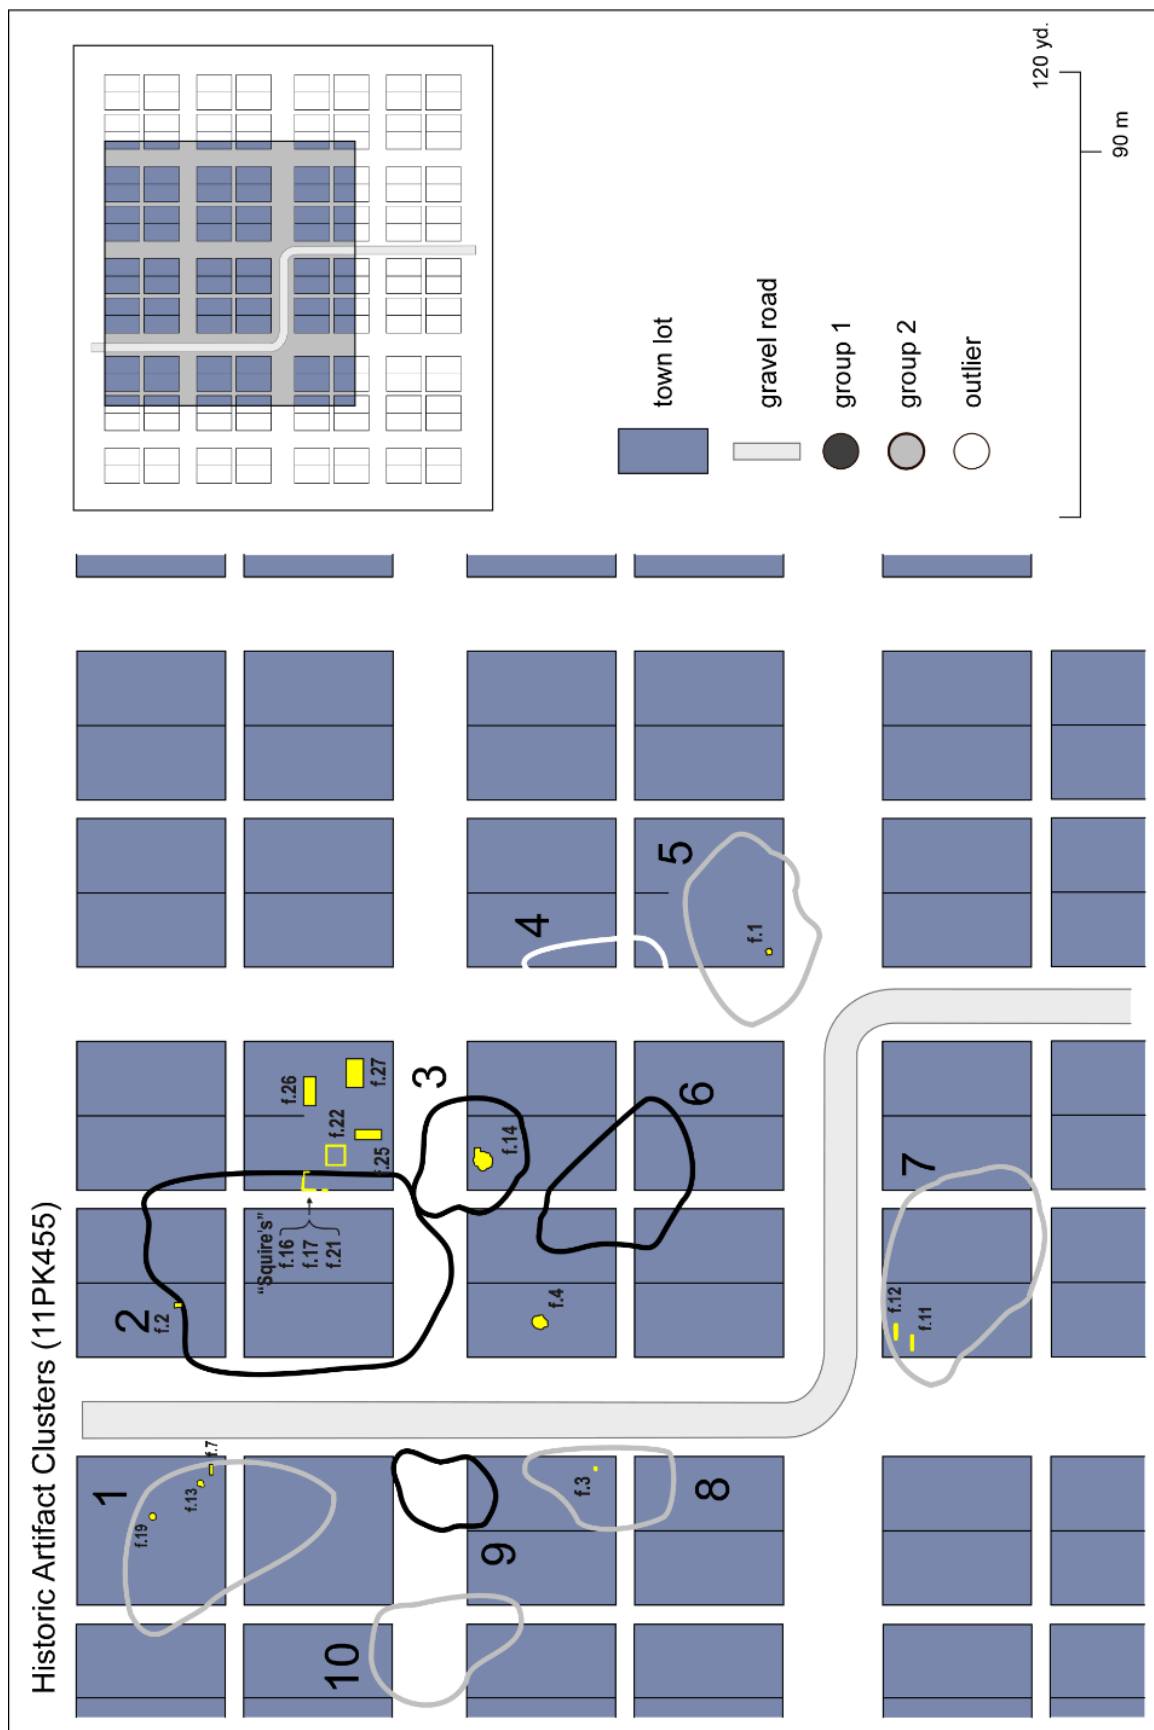 Historic Artifact Clusters (11PK455)
1
f.19
f.13
f.7
2
f.2
"Squire's"
f.16
f.17
f.21
f.22
f.25
f.26
f.27
3
f.14
4
5
f.1
6
f.4
7
f.12
f.11
8
f.3
9
10
town lot
gravel road
group 1
group 2
outlier
120 yd.
90 m